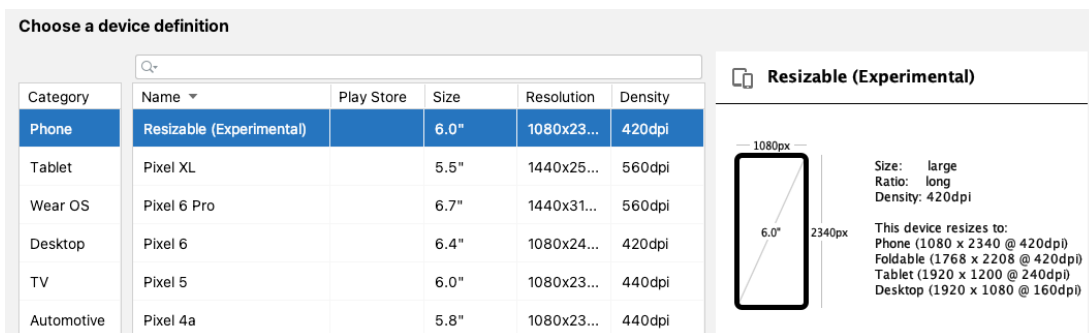 Choose a device definition
Category
Name Play Store Size Resolution Density
Phone
Resizable (Experimental) 6.0" 1080x23... 420dpi
Tablet
Pixel XL 5.5" 1440x25... 560dpi
Wear OS
Pixel 6 Pro 6.7" 1440x31... 560dpi
Desktop
Pixel 6 6.4" 1080x24... 420dpi
TV
Pixel 5 6.0" 1080x23... 440dpi
Automotive
Pixel 4a 5.8" 1080x23... 440dpi
Resizable (Experimental)
1080px
6.0"
2340px
Size: large
Ratio: long
Density: 420dpi
This device resizes to:
Phone (1080 x 2340 @ 420dpi)
Foldable (1768 x 2208 @ 420dpi)
Tablet (1920 x 1200 @ 240dpi)
Desktop (1920 x 1080 @ 160dpi)